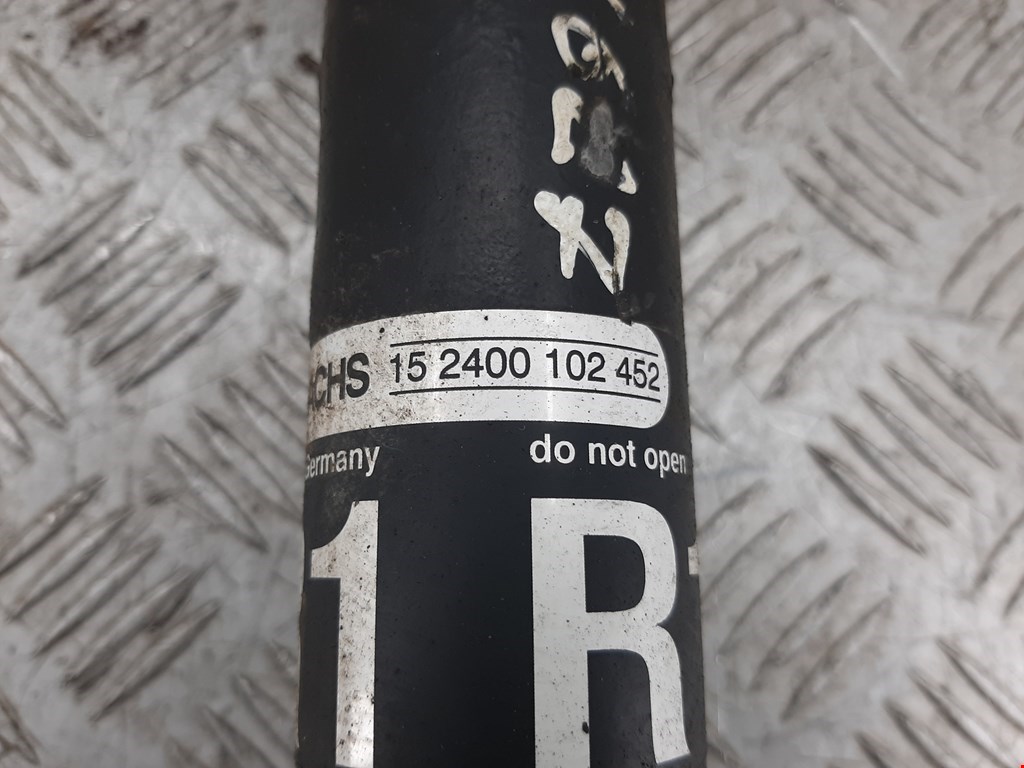 ACHS 15 2400 102 452
Germany do not open
1 R